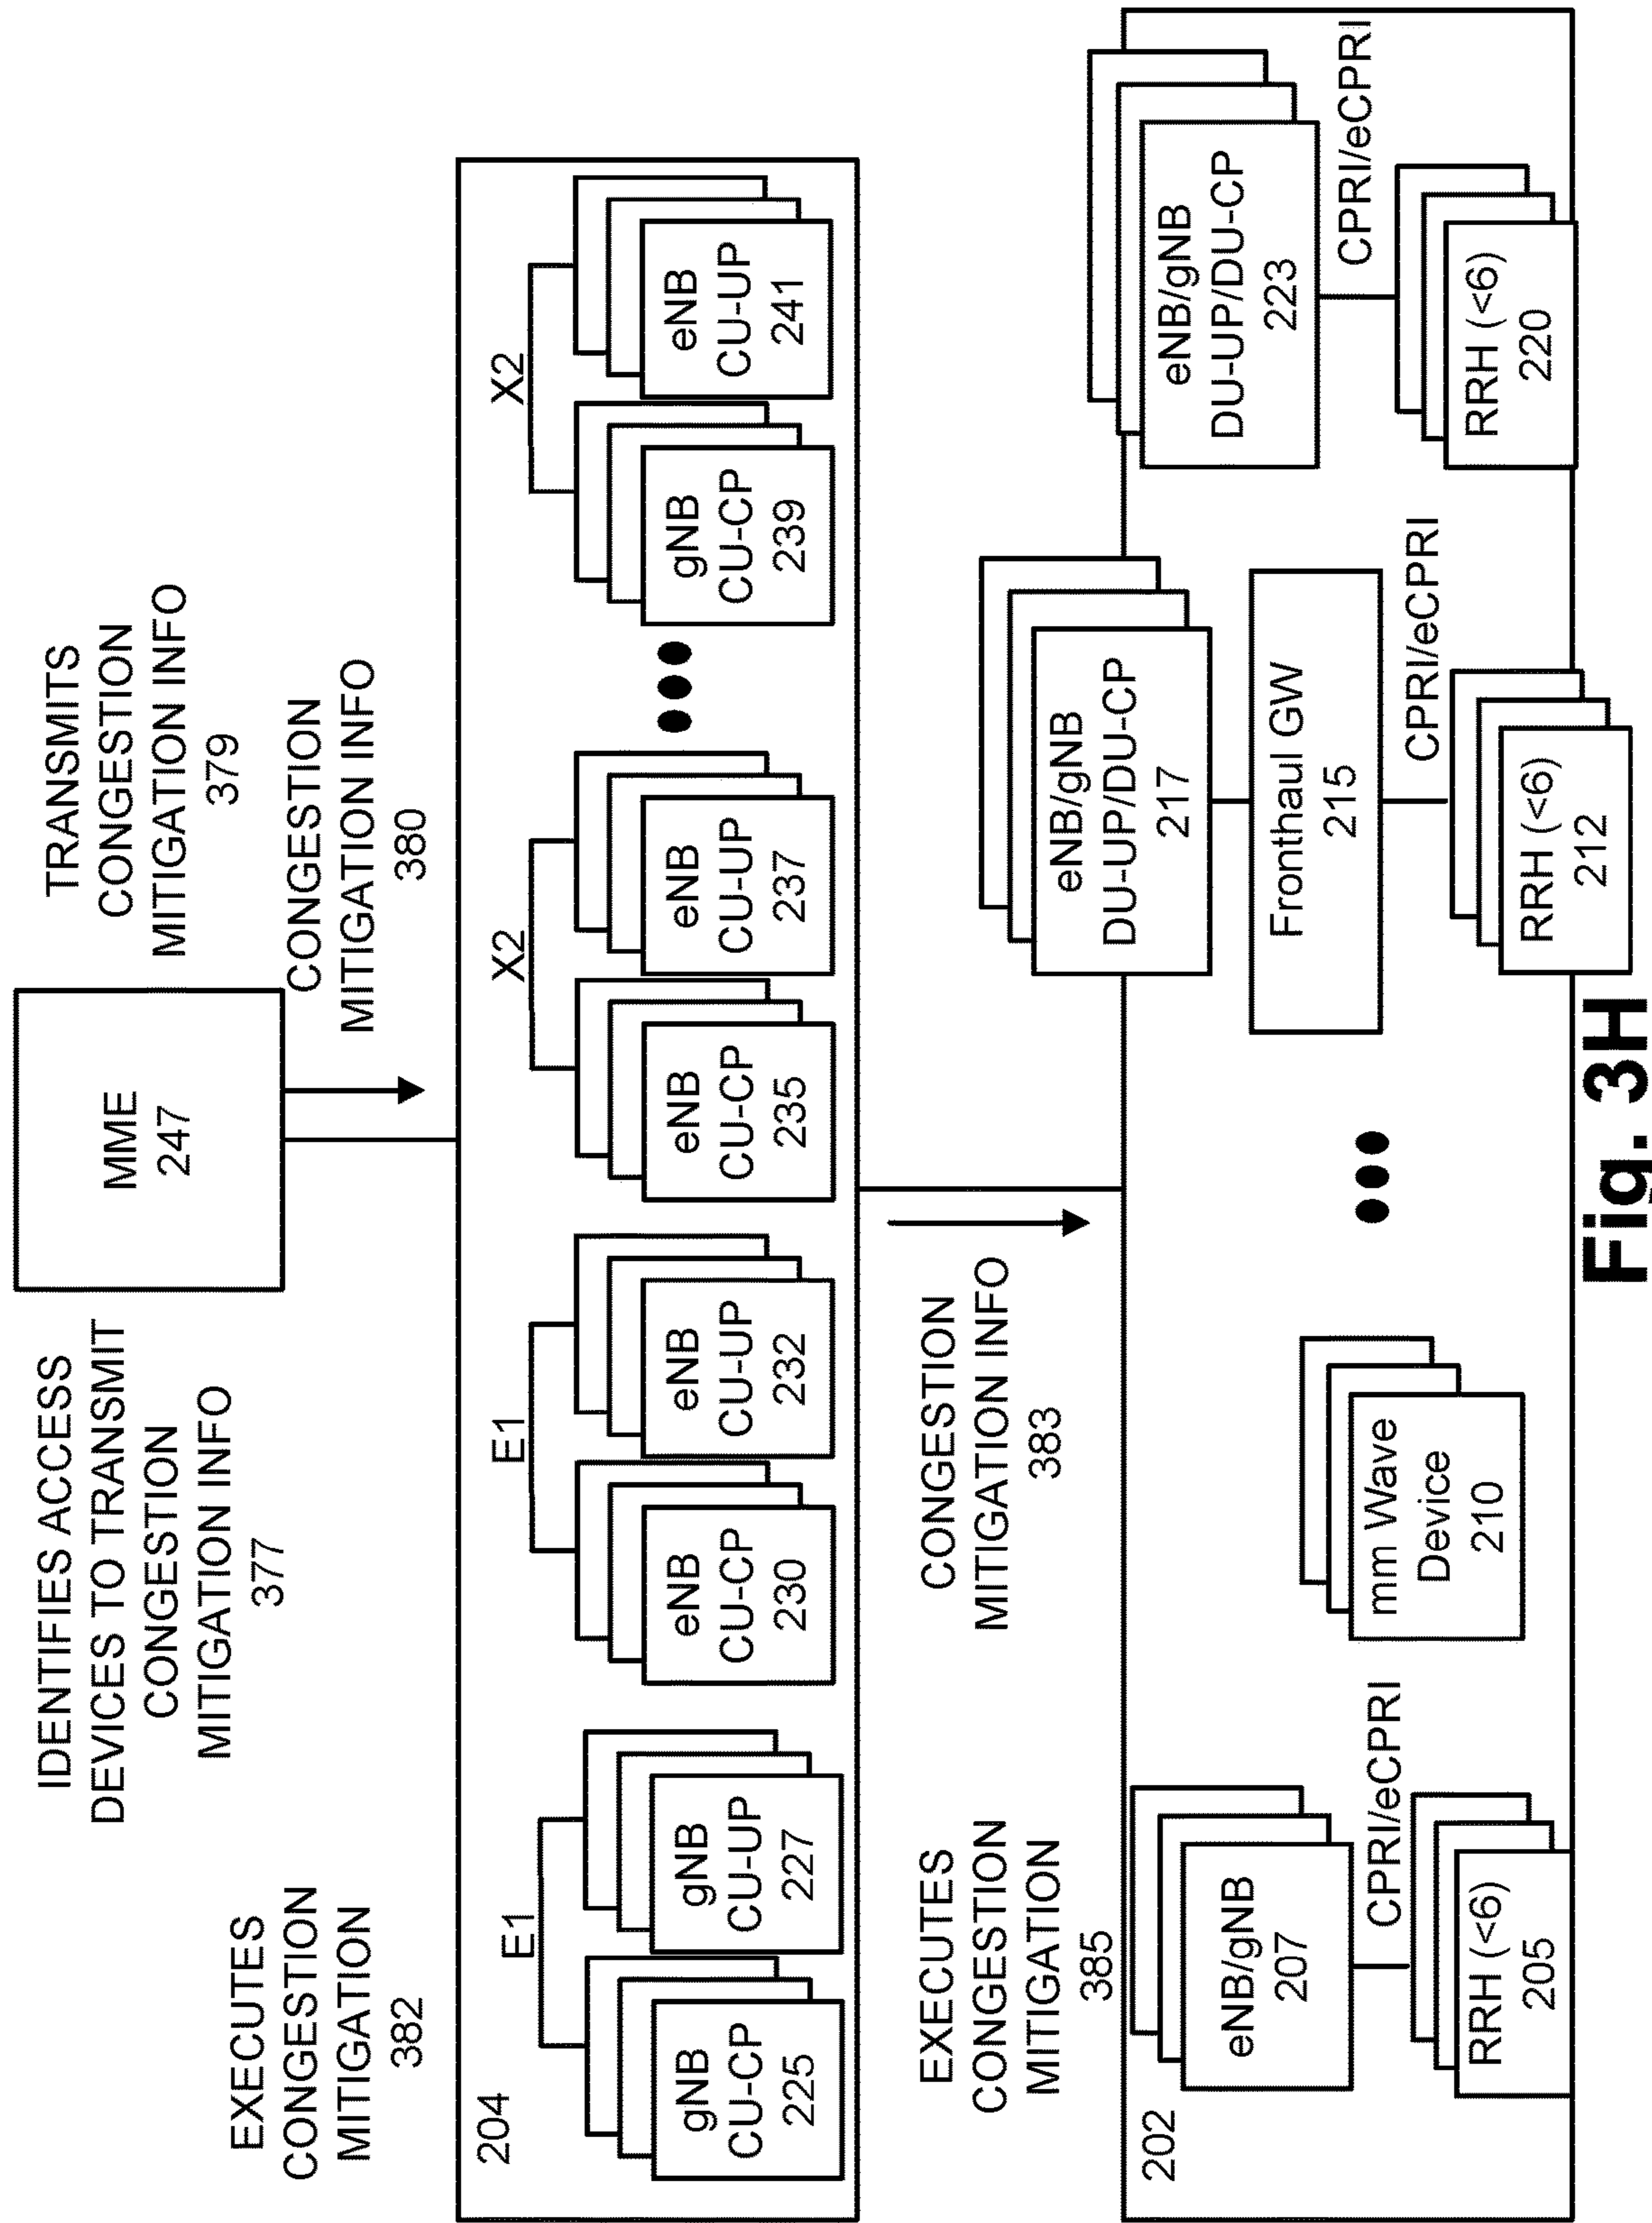 IDENTIFIES ACCESS
DEVICES TO TRANSMIT
CONGESTION
MITIGATION INFO
377
MME
247
TRANSMITS
CONGESTION
MITIGATION INFO
379
CONGESTION
MITIGATION INFO
380
EXECUTES
CONGESTION
MITIGATION
382
204
E1
gNB
CU-CP
225
gNB
CU-UP
227
E1
eNB
CU-CP
230
eNB
CU-UP
232
X2
eNB
CU-CP
235
eNB
CU-UP
237
X2
gNB
CU-CP
239
eNB
CU-UP
241
EXECUTES
CONGESTION
MITIGATION
385
CONGESTION
MITIGATION INFO
383
202
eNB/gNB
207
CPRI/eCPRI
RRH (<6)
205
mm Wave
Device
210
eNB/gNB
DU-UP/DU-CP
217
Fronthaul GW
215
CPRI/eCPRI
RRH (<6)
212
eNB/gNB
DU-UP/DU-CP
223
CPRI/eCPRI
RRH (<6)
220
Fig. 3H